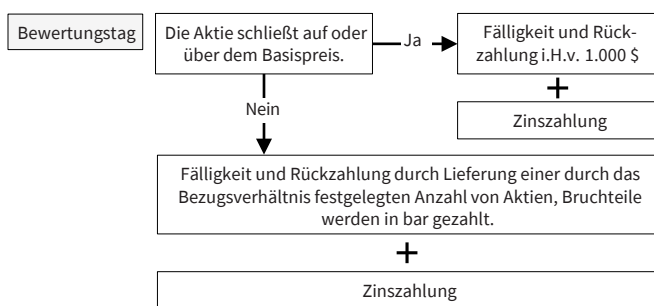 Bewertungstag
Die Aktie schließt auf oder
über dem Basispreis.
Ja
Fälligkeit und Rück-
zahlung i.H.v. 1.000 $
+
Zinszahlung
Nein
Fälligkeit und Rückzahlung durch Lieferung einer durch das
Bezugsverhältnis festgelegten Anzahl von Aktien, Bruchteile
werden in bar gezahlt.
+
Zinszahlung